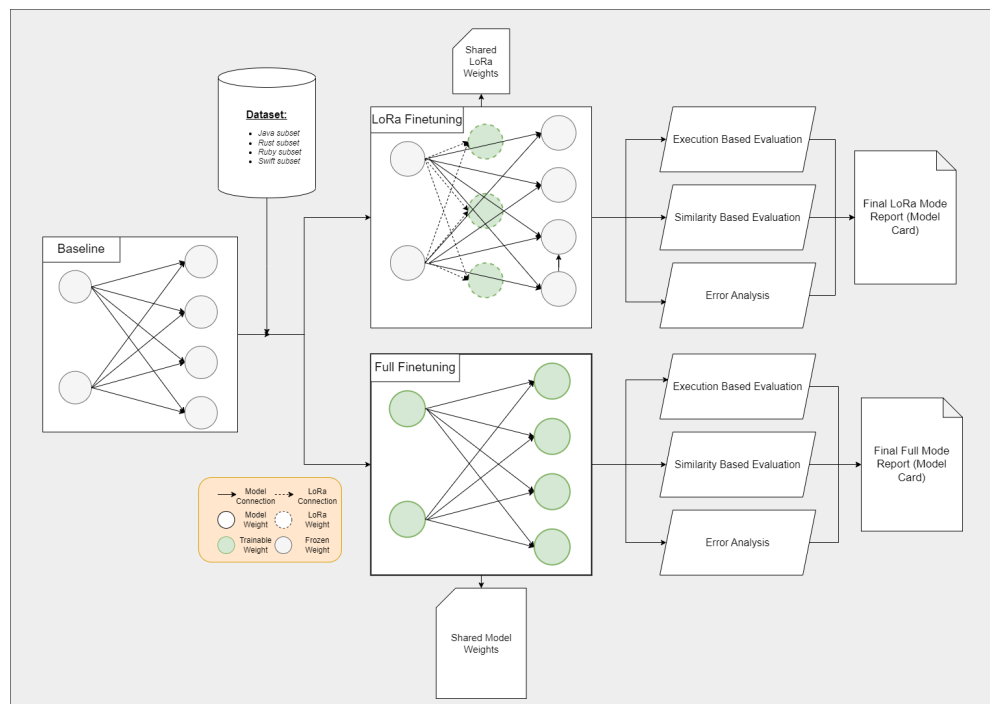 Shared
LoRa
Weights
Dataset:
Java subset
Rust subset
Ruby subset
Swift subset
LoRa Finetuning
Execution Based Evaluation
Similarity Based Evaluation
Error Analysis
Final LoRa Mode
Report (Model
Card)
Baseline
Full Finetuning
Execution Based Evaluation
Similarity Based Evaluation
Error Analysis
Final Full Mode
Report (Model
Card)
Model
Connection
LoRa
Connection
Model
Weight
LoRa
Weight
Trainable
Weight
Frozen
Weight
Shared Model
Weights